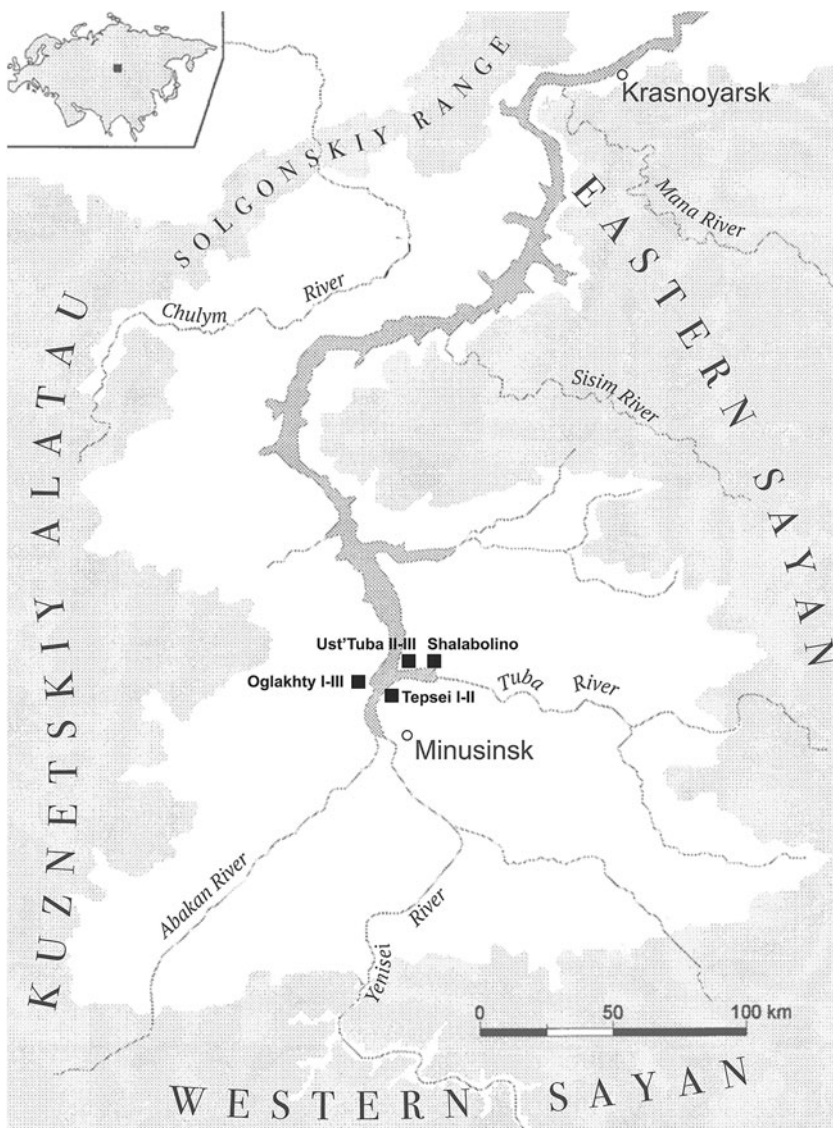 Krasnoyarsk
SOLGONSKIY RANGE
Mana River
EASTERN SAYAN
Chulym River
Sisim River
KUZNETSKIY ALATAU
Ust'Tuba II-III Shalabolino
Oglakhty I-III
Tepsei I-II
Tuba River
Minusinsk
Abakan River
Yenisei River
0 50 100 km
WESTERN SAYAN